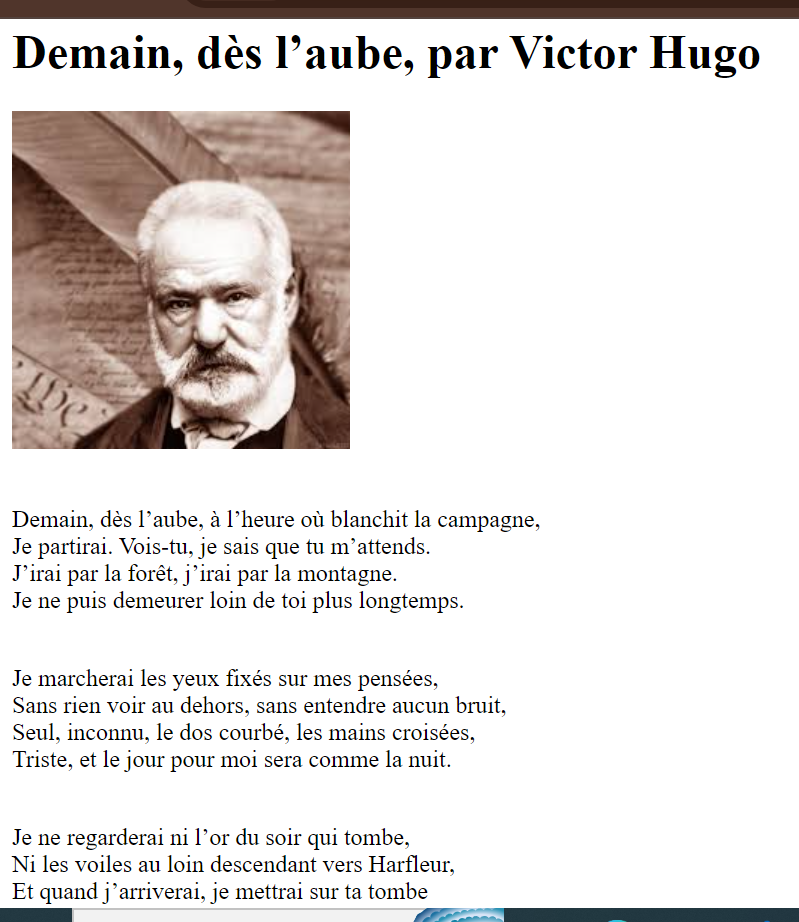 Demain, dès l’aube, par Victor Hugo
Demain, dès l’aube, à l’heure où blanchit la campagne,
Je partirai. Vois-tu, je sais que tu m’attends.
J’irai par la forêt, j’irai par la montagne.
Je ne puis demeurer loin de toi plus longtemps.
Je marcherai les yeux fixés sur mes pensées,
Sans rien voir au dehors, sans entendre aucun bruit,
Seul, inconnu, le dos courbé, les mains croisées,
Triste, et le jour pour moi sera comme la nuit.
Je ne regarderai ni l’or du soir qui tombe,
Ni les voiles au loin descendant vers Harfleur,
Et quand j’arriverai, je mettrai sur ta tombe